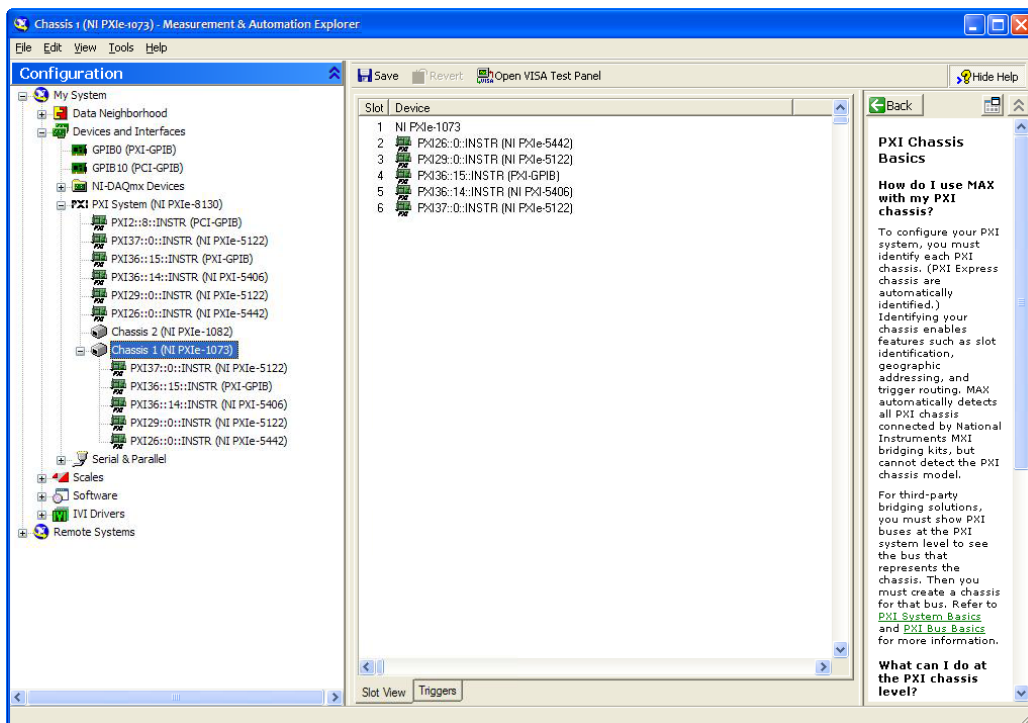 Chassis 1 (NI PXIe-1073) - Measurement & Automation Explorer
File Edit View Tools Help
Configuration
My System
Data Neighborhood
Devices and Interfaces
GPIB0 (PXI-GPIB)
GPIB10 (PCI-GPIB)
NI-DAQmx Devices
PXI PXI System (NI PXIe-8130)
PXI2::8::INSTR (PCI-GPIB)
PXI37::0::INSTR (NI PXIe-5122)
PXI36::15::INSTR (PXI-GPIB)
PXI36::14::INSTR (NI PXI-5406)
PXI29::0::INSTR (NI PXIe-5122)
PXI26::0::INSTR (NI PXIe-5442)
Chassis 2 (NI PXIe-1082)
Chassis 1 (NI PXIe-1073)
PXI37::0::INSTR (NI PXIe-5122)
PXI36::15::INSTR (PXI-GPIB)
PXI36::14::INSTR (NI PXI-5406)
PXI29::0::INSTR (NI PXIe-5122)
PXI26::0::INSTR (NI PXIe-5442)
Serial & Parallel
Scales
Software
IVI Drivers
Remote Systems
Save Revert Open VISA Test Panel Hide Help
Slot Device
1 NI PXIe-1073
2 PXI26::0::INSTR (NI PXIe-5442)
3 PXI29::0::INSTR (NI PXIe-5122)
4 PXI36::15::INSTR (PXI-GPIB)
5 PXI36::14::INSTR (NI PXI-5406)
6 PXI37::0::INSTR (NI PXIe-5122)
Slot View Triggers
Back
PXI Chassis
Basics
How do I use MAX
with my PXI
chassis?
To configure your PXI
system, you must
identify each PXI
chassis. (PXI Express
chassis are
automatically
identified.)
Identifying your
chassis enables
features such as slot
identification,
geographic
addressing, and
trigger routing. MAX
automatically detects
all PXI chassis
connected by National
Instruments MXI
bridging kits, but
cannot detect the PXI
chassis model.
For third-party
bridging solutions,
you must show PXI
buses at the PXI
system level to see
the bus that
represents the
chassis. Then you
must create a chassis
for that bus. Refer to
PXI System Basics
and PXI Bus Basics
for more information.
What can I do at
the PXI chassis
level?